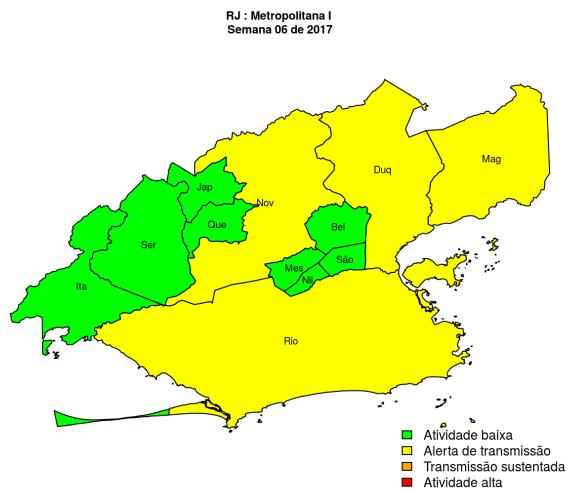 RJ : Metropolitana I
Semana 06 de 2017
Mag
Duq
Jap
Nov
Que
Bel
Ser
São
Mes
Nil
Ita
Rio
Atividade baixa
Alerta de transmissão
Transmissão sustentada
Atividade alta